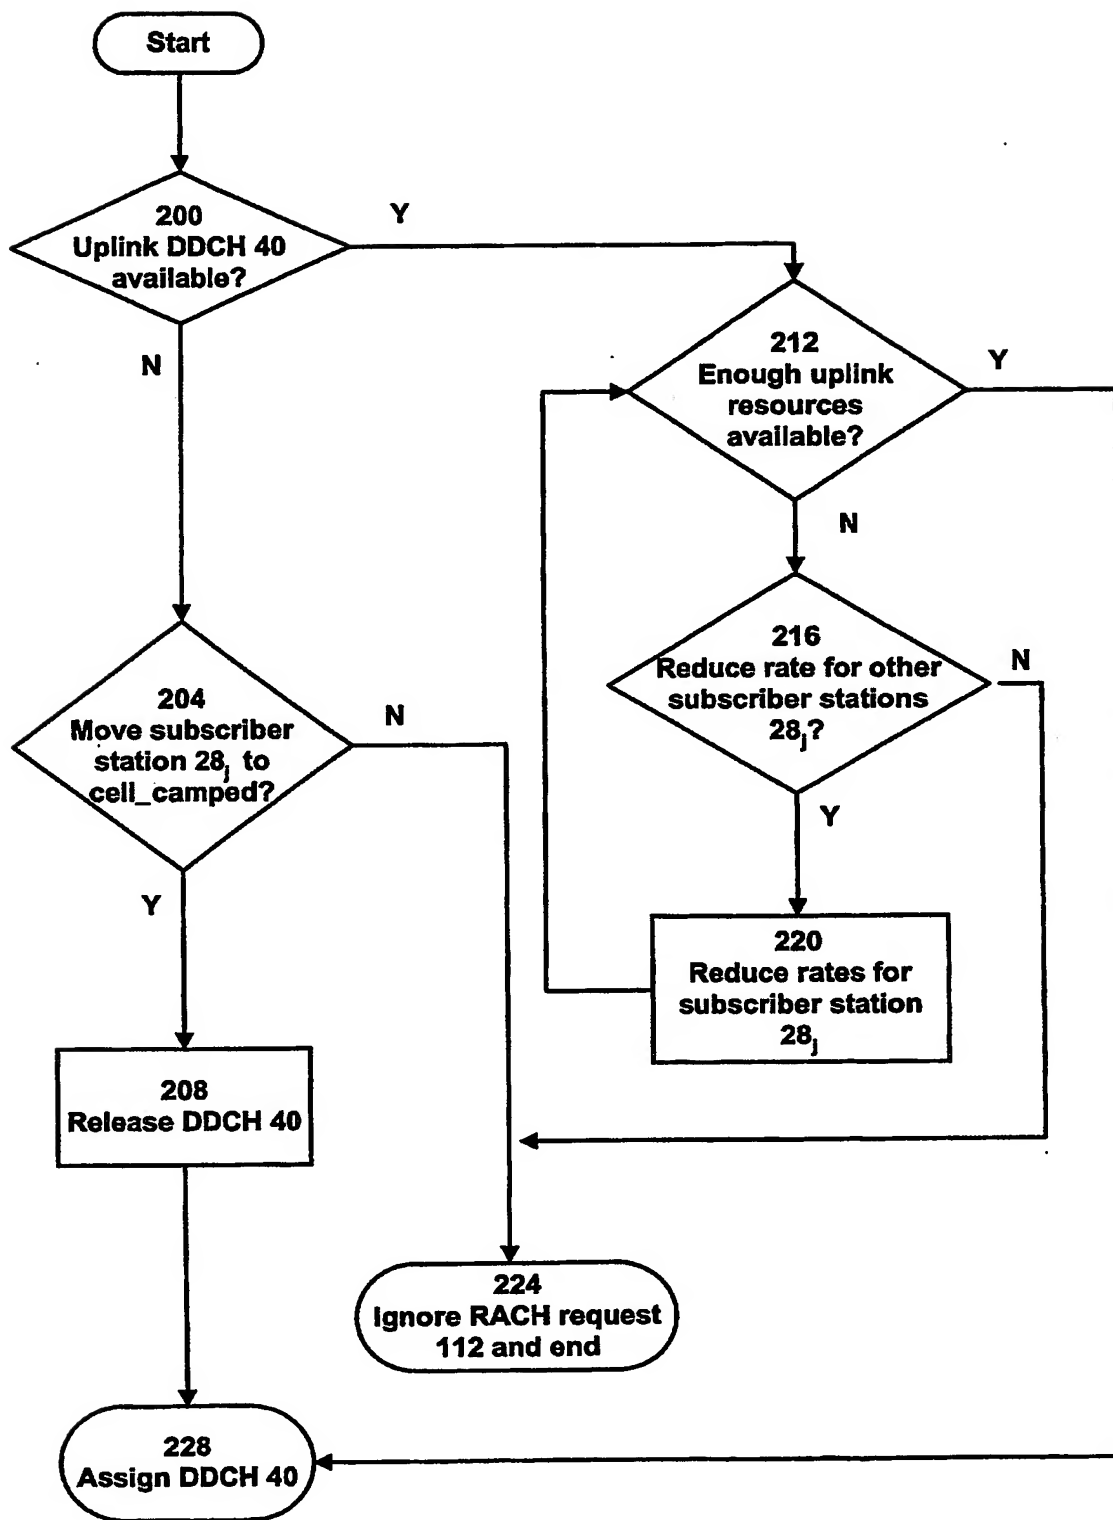 Start
200
Uplink DDCH 40
available?
Y
N
212
Enough uplink
resources
available?
Y
N
216
Reduce rate for other
subscriber stations
28j?
N
Y
204
Move subscriber
station 28j to
cell_camped?
N
Y
220
Reduce rates for
subscriber station
28j
208
Release DDCH 40
224
Ignore RACH request
112 and end
228
Assign DDCH 40